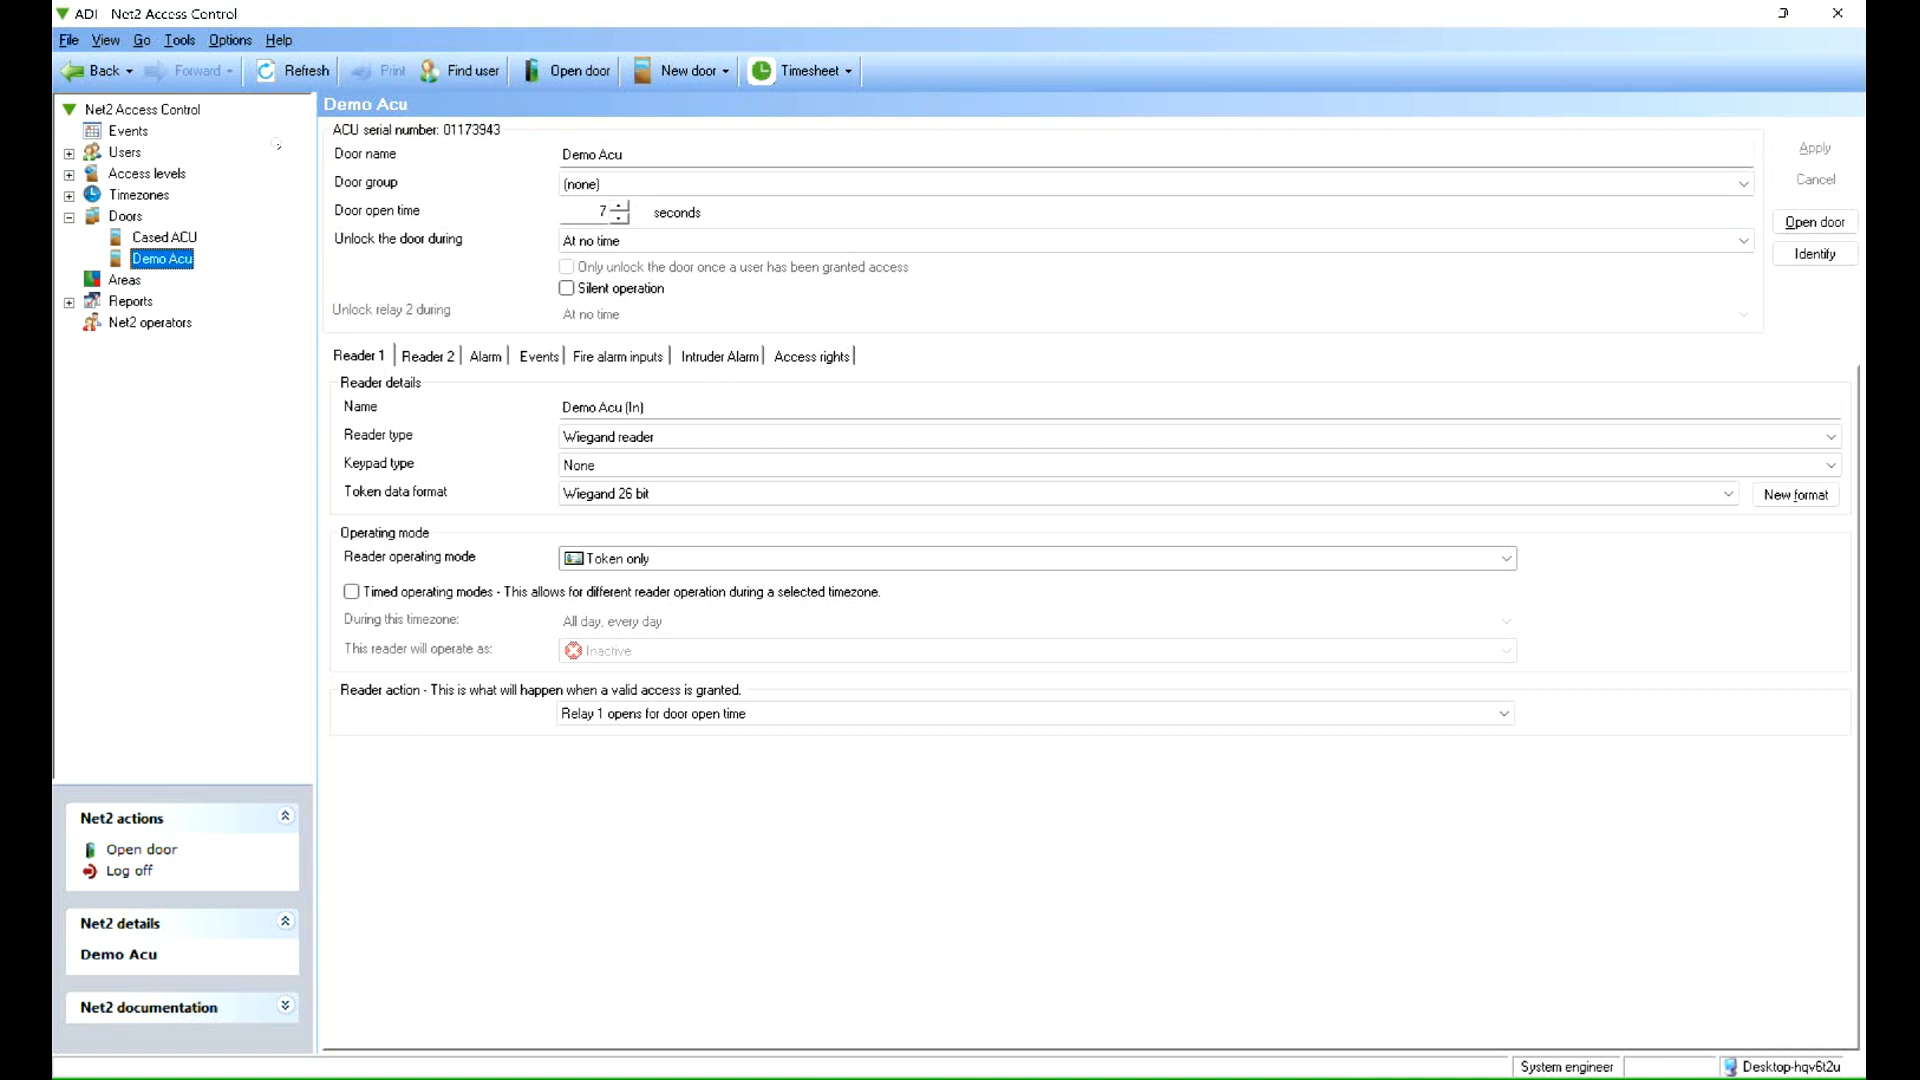 ADI - Net2 Access Control
File View Go Tools Options Help
Back Forward Refresh Print Find user Open door New door Timesheet
Net2 Access Control
Events
Users
Access levels
Timezones
Doors
Cased ACU
Demo Acu
Areas
Reports
Net2 operators
Net2 actions
Open door
Log off
Net2 details
Demo Acu
Net2 documentation
Demo Acu
ACU serial number: 01173943
Door name Demo Acu
Door group (none)
Door open time 7 seconds
Unlock the door during At no time
Only unlock the door once a user has been granted access
Silent operation
Unlock relay 2 during At no time
Apply
Cancel
Open door
Identify
Reader 1 Reader 2 Alarm Events Fire alarm inputs Intruder Alarm Access rights
Reader details
Name Demo Acu (In)
Reader type Wiegand reader
Keypad type None
Token data format Wiegand 26 bit New format
Operating mode
Reader operating mode Token only
Timed operating modes - This allows for different reader operation during a selected timezone.
During this timezone: All day, every day
This reader will operate as: Inactive
Reader action - This is what will happen when a valid access is granted.
Relay 1 opens for door open time
System engineer Desktop-hqv6t2u